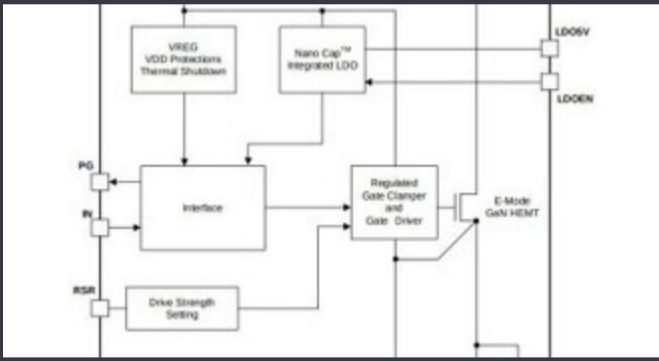 VREG
VDD Protections
Thermal Shutdown
Nano Cap™
Integrated LDO
LDO5V
LDOEN
PG
Interface
Regulated
Gate Clamper
and
Gate Driver
E-Mode
GaN HEMT
IN
RSR
Drive Strength
Setting